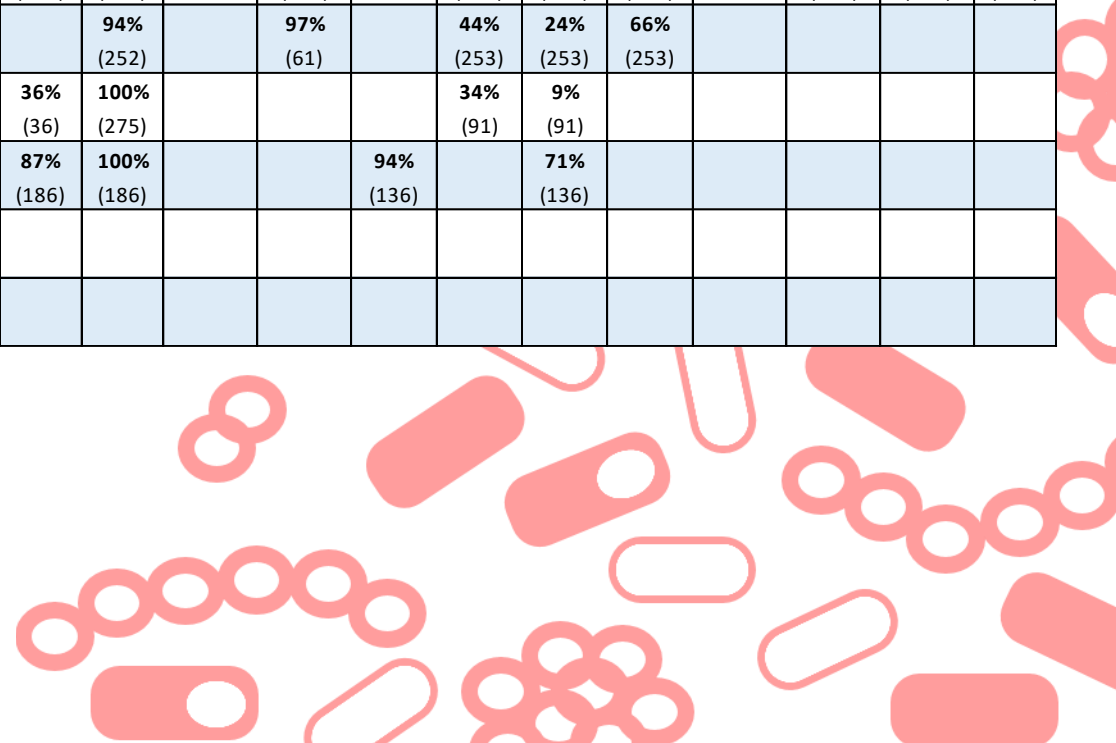 94% 97% 44% 24% 66%
(252) (61) (253) (253) (253)
36% 100% 34% 9%
(36) (275) (91) (91)
87% 100% 94% 71%
(186) (186) (136) (136)